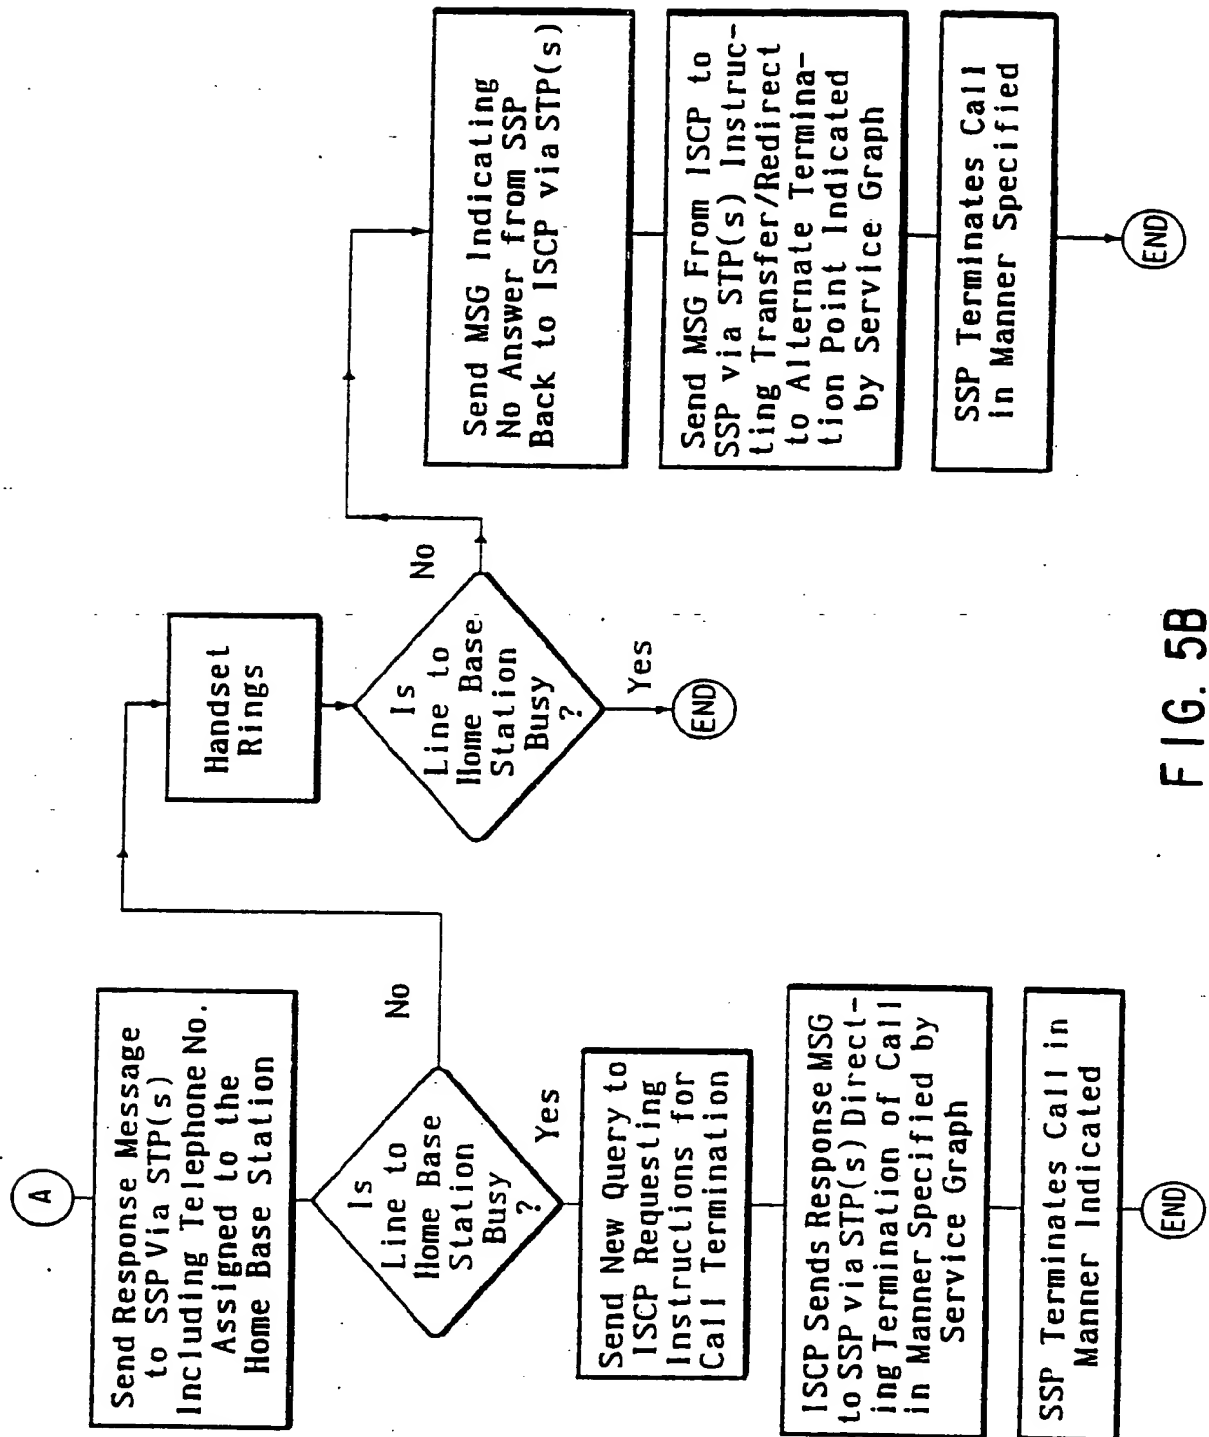 A
Send Response Message
to SSP Via STP(s)
Including Telephone No.
Assigned to the
Home Base Station
Is
Line to
Home Base
Station
Busy
?
No
Yes
Send New Query to
ISCP Requesting
Instructions for
Call Termination
ISCP Sends Response MSG
to SSP via STP(s) Direct-
ing Termination of Call
in Manner Specified by
Service Graph
SSP Terminates Call in
Manner Indicated
END
Handset
Rings
Is
Line to
Home Base
Station
Busy
?
No
Yes
END
Send MSG Indicating
No Answer from SSP
Back to ISCP via STP(s)
Send MSG From ISCP to
SSP via STP(s) Instruc-
ting Transfer/Redirect
to Alternate Termina-
tion Point Indicated
by Service Graph
SSP Terminates Call
in Manner Specified
END
FIG. 5B